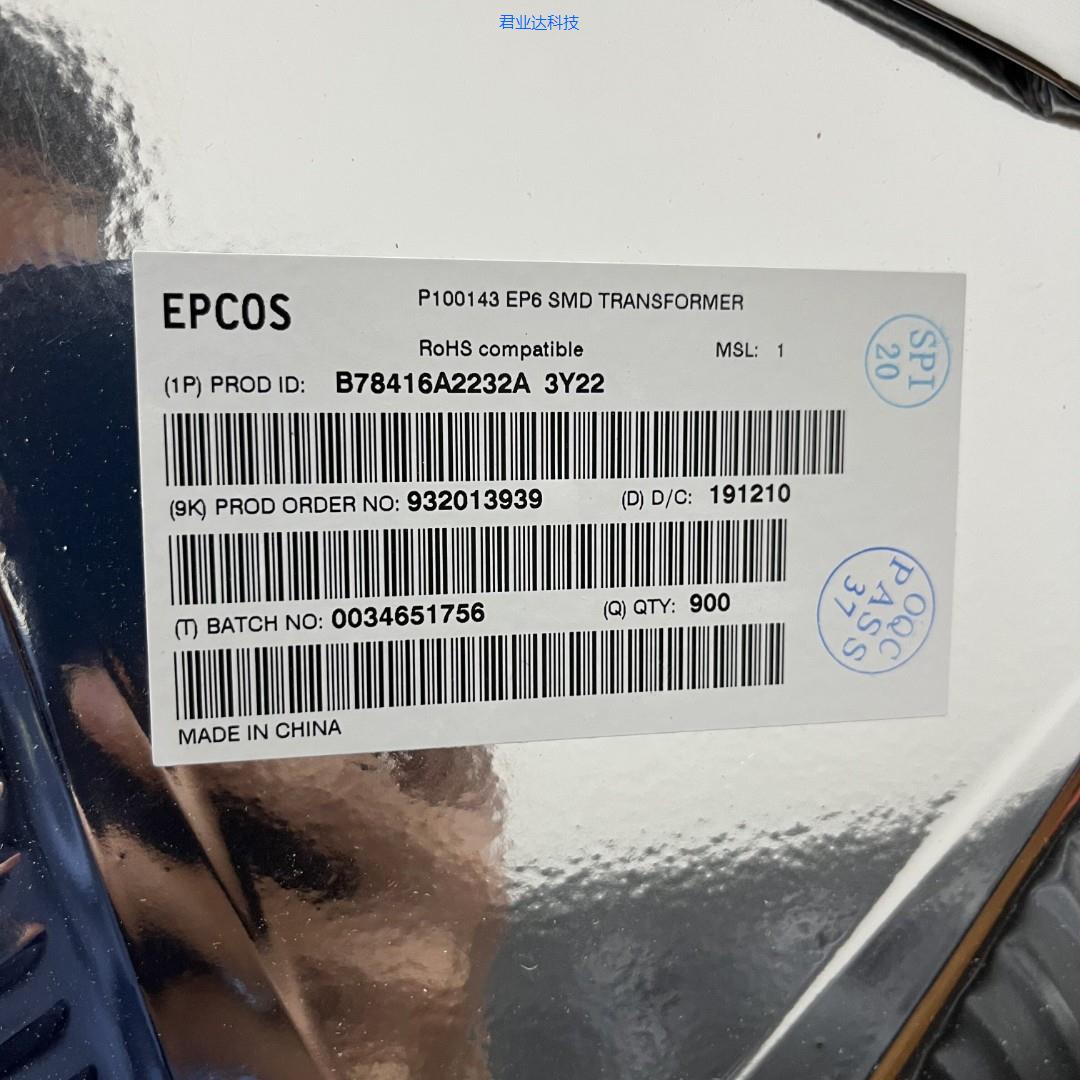 君业达科技
EPCOS
P100143 EP6 SMD TRANSFORMER
RoHS compatible
MSL: 1
(1P) PROD ID: B78416A2232A 3Y22
SPI
20
(9K) PROD ORDER NO: 932013939
(D) D/C: 191210
(T) BATCH NO: 0034651756
(Q) QTY: 900
OQC
PASS
37
MADE IN CHINA